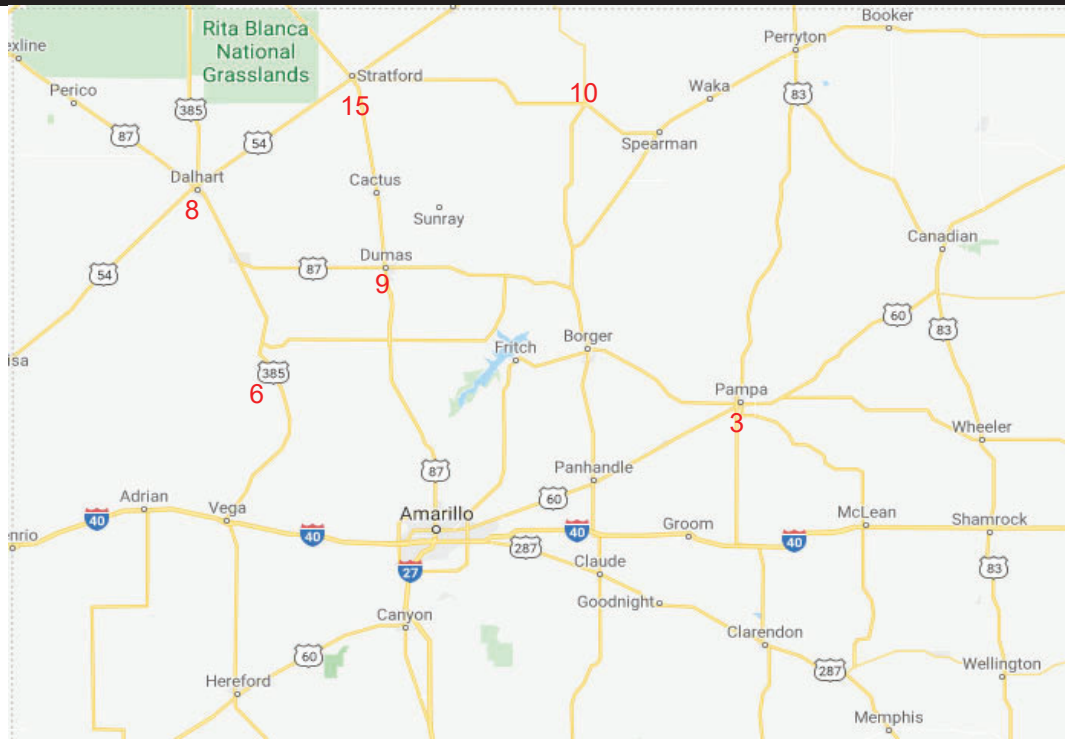 Booker
Rita Blanca
National
Grasslands
Perryton
exline
Stratford
Perico
385
15
10
Waka
83
87
54
Spearman
Dalhart
Cactus
8
Sunray
Canadian
Dumas
54
87
9
60
83
Borger
Fritch
isa
385
6
Pampa
3
Wheeler
87
Panhandle
Adrian
60
Vega
Amarillo
McLean
Shamrock
40
Groom
40
40
40
enrio
287
Claude
83
27
Goodnight
Canyon
Clarendon
60
287
Wellington
Hereford
Memphis